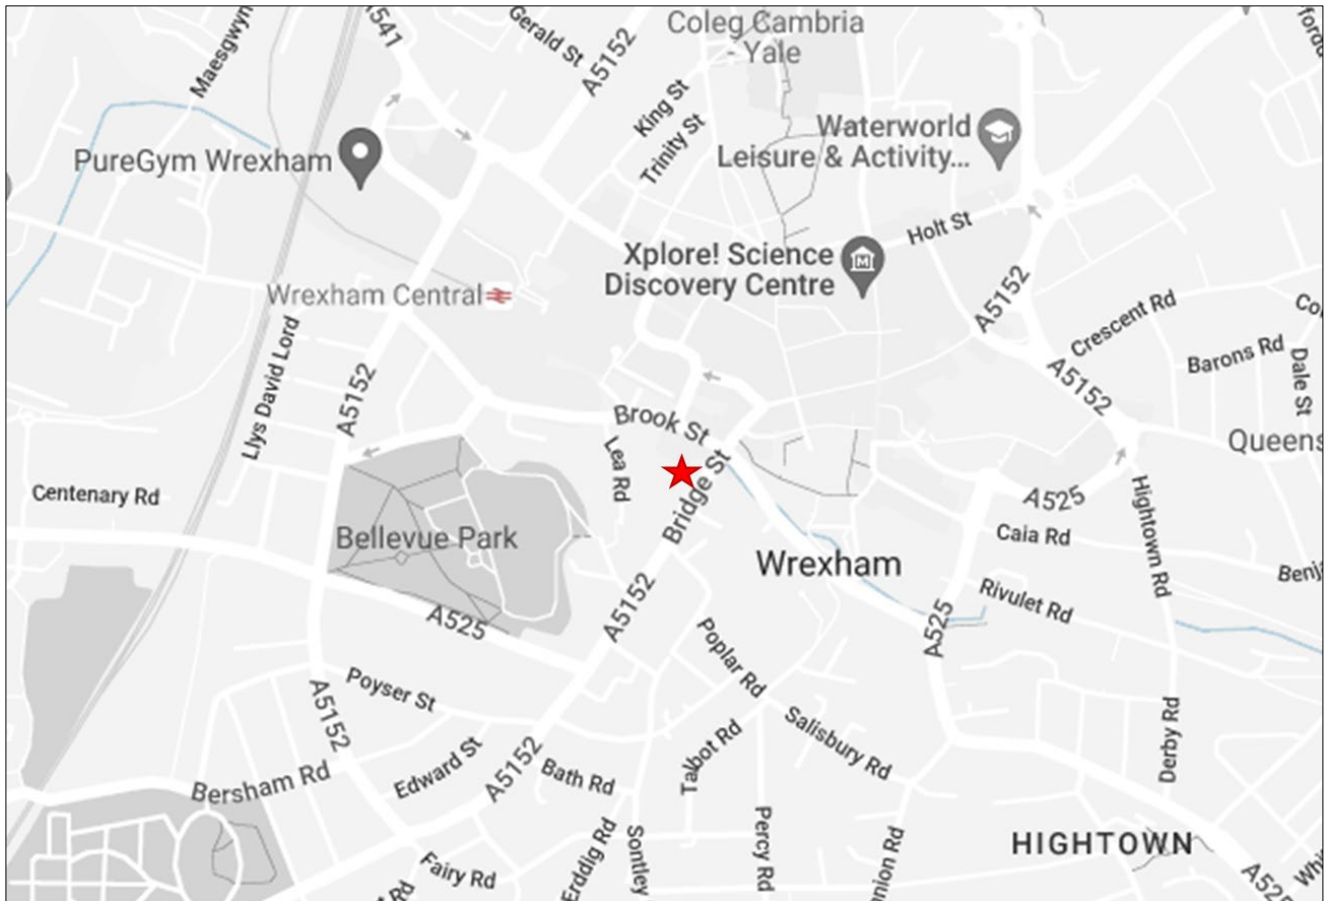 A541
Gerald St
A5152
Coleg Cambria
- Yale
Maesgwyn
King St
Trinity St
Waterworld
Leisure & Activity...
PureGym Wrexham
Holt St
Xplore! Science
Discovery Centre
Wrexham Central
A5152
Crescent Rd
Barons Rd
Dale St
Llys David Lord
A5152
A5152
Brook St
Queens
Lea Rd
Bridge St
Centenary Rd
A525
Hightown Rd
Caia Rd
Bellevue Park
Wrexham
Benja
Rivulet Rd
A5152
A525
A525
Poplar Rd
Poyser St
A5152
Salisbury Rd
Talbot Rd
Derby Rd
Edward St
A5152
Bath Rd
Bersham Rd
Percy Rd
HIGHTOWN
Erddig Rd
Sontley
Fairy Rd
A525